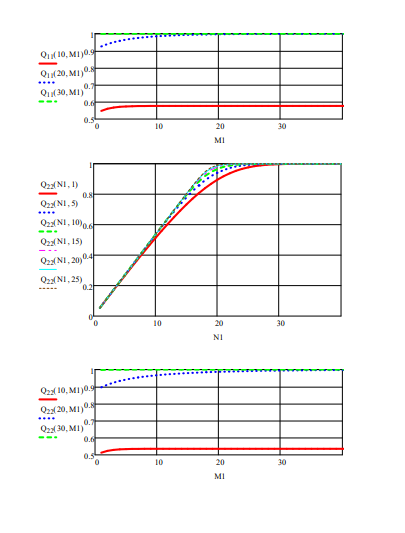 1
Q11(10, M1) 0.9
0.8
Q11(20, M1)
0.7
Q11(30, M1)
0.6
0.5
0 10 20 30
M1
1
Q22(N1, 1)
0.8
Q22(N1, 5)
Q22(N1, 10) 0.6
Q22(N1, 15)
0.4
Q22(N1, 20)
Q22(N1, 25)
0.2
0
0 10 20 30
N1
1
Q22(10, M1) 0.9
0.8
Q22(20, M1)
0.7
Q22(30, M1)
0.6
0.5
0 10 20 30
M1